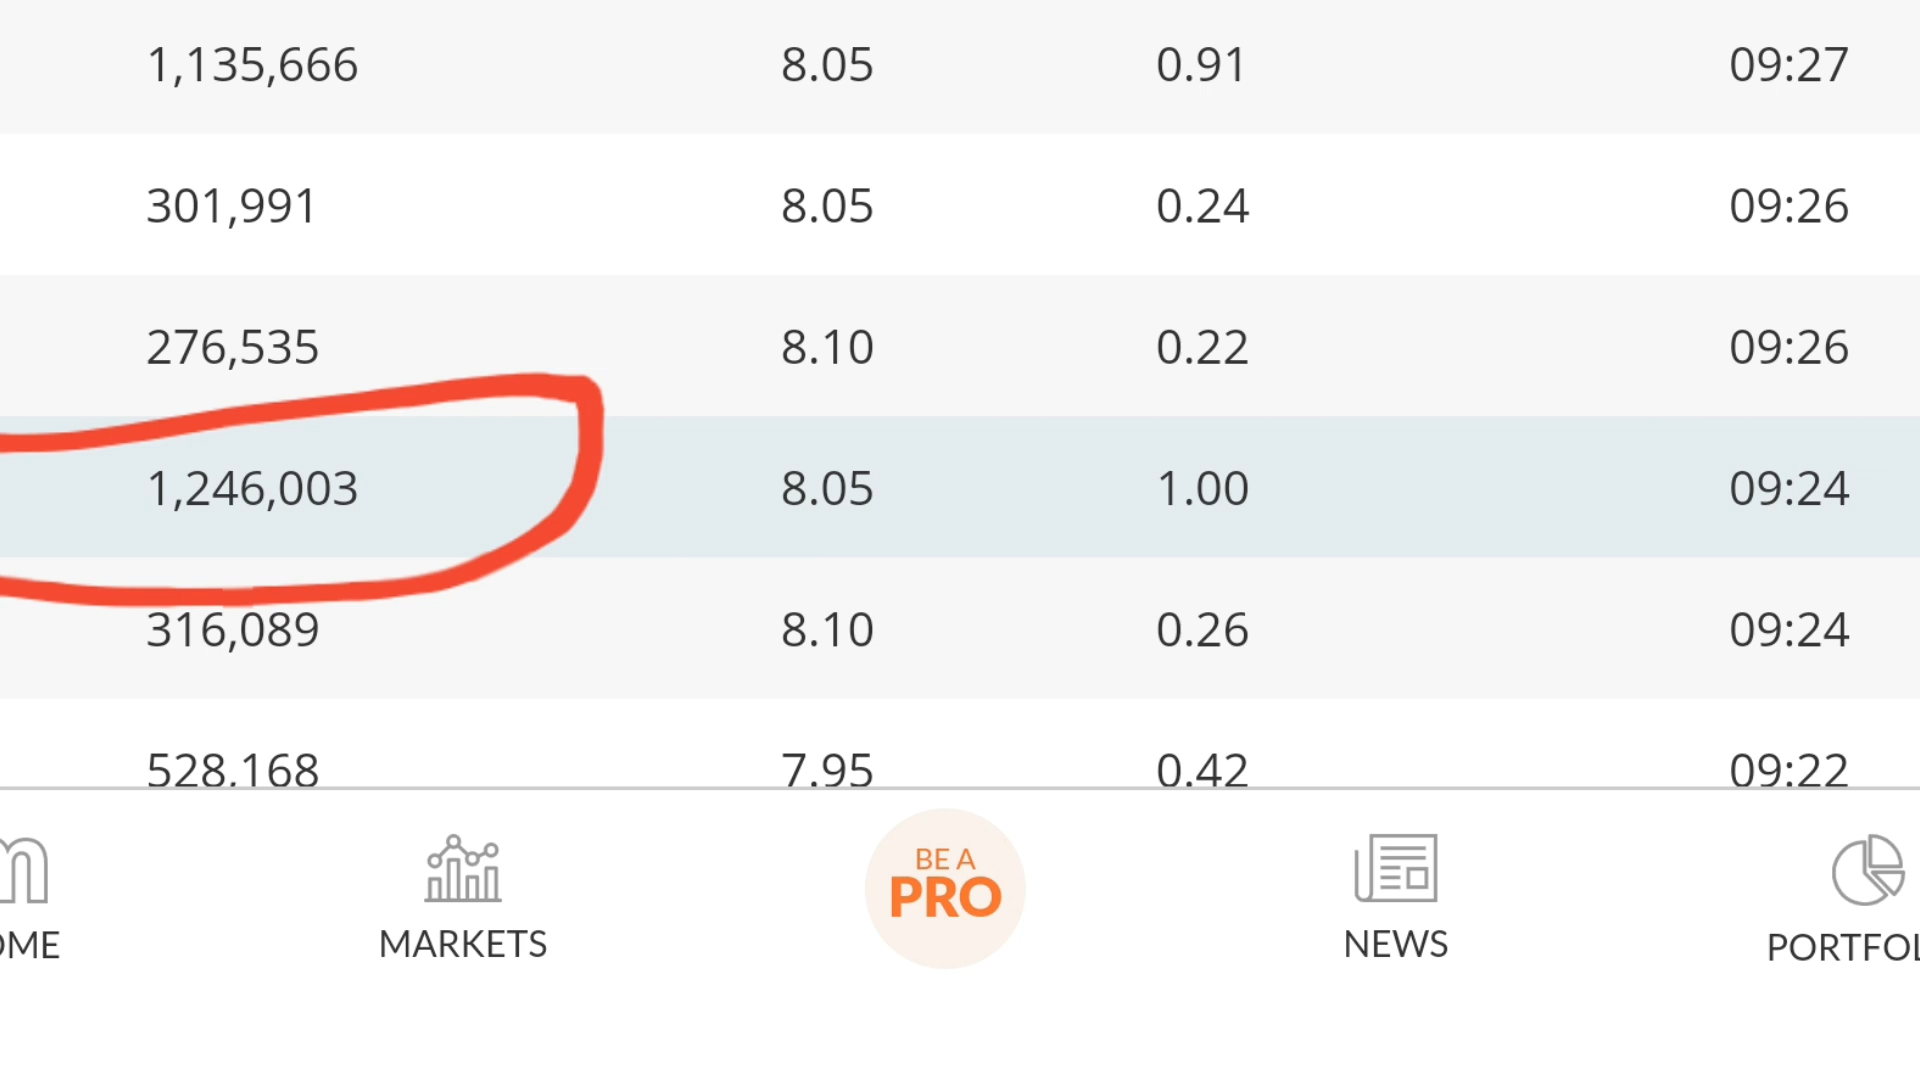 1,135,666 8.05 0.91 09:27
301,991 8.05 0.24 09:26
276,535 8.10 0.22 09:26
1,246,003 8.05 1.00 09:24
316,089 8.10 0.26 09:24
528,168 7.95 0.42 09:22
BE A
PRO
OME MARKETS NEWS PORTFOL